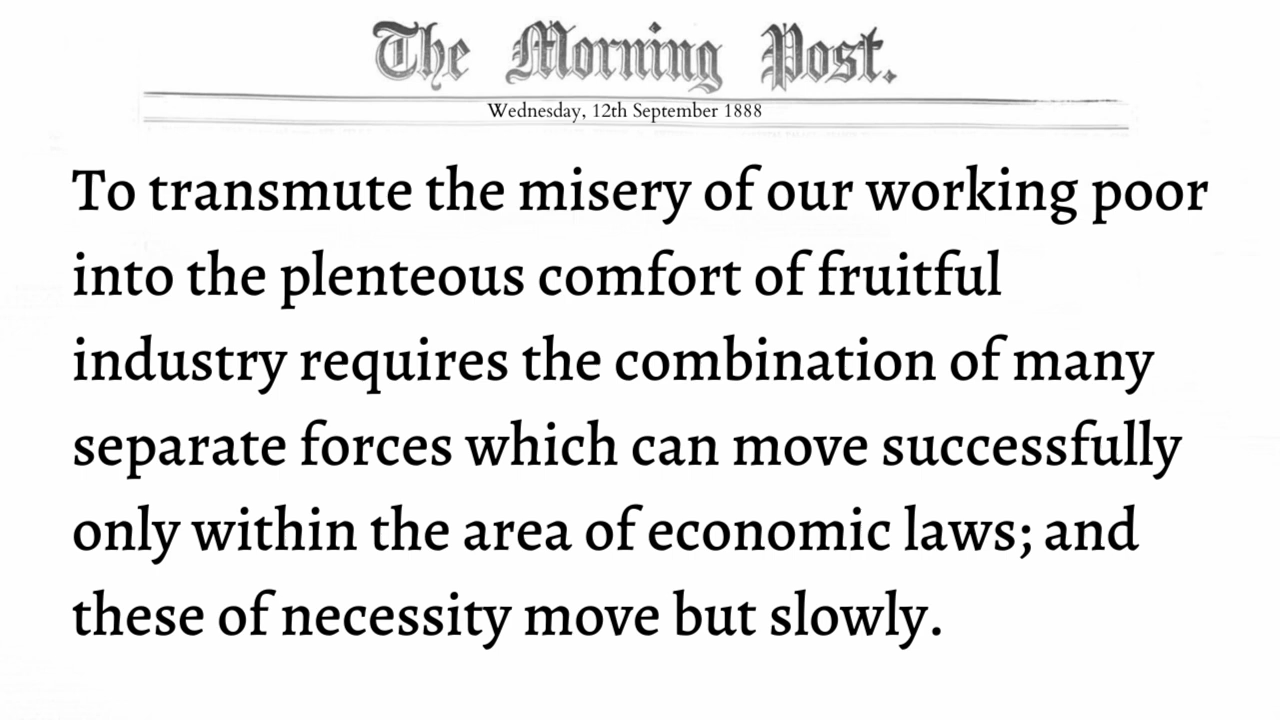 The Morning Post.
Wednesday, 12th September 1888
To transmute the misery of our working poor
into the plenteous comfort of fruitful
industry requires the combination of many
separate forces which can move successfully
only within the area of economic laws; and
these of necessity move but slowly.